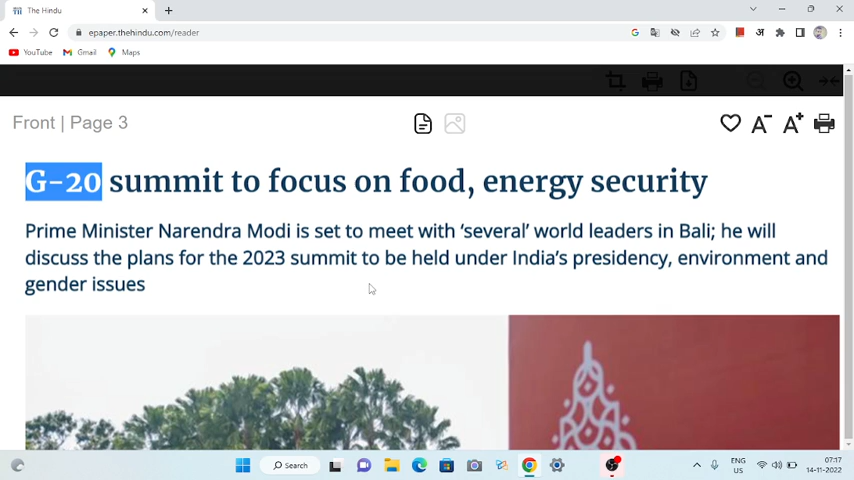 The Hindu
epaper.thehindu.com/reader
YouTube Gmail Maps
Front | Page 3
A- A+
G-20 summit to focus on food, energy security
Prime Minister Narendra Modi is set to meet with ‘several’ world leaders in Bali; he will
discuss the plans for the 2023 summit to be held under India’s presidency, environment and
gender issues
Search
ENG
US
07:17
14-11-2022